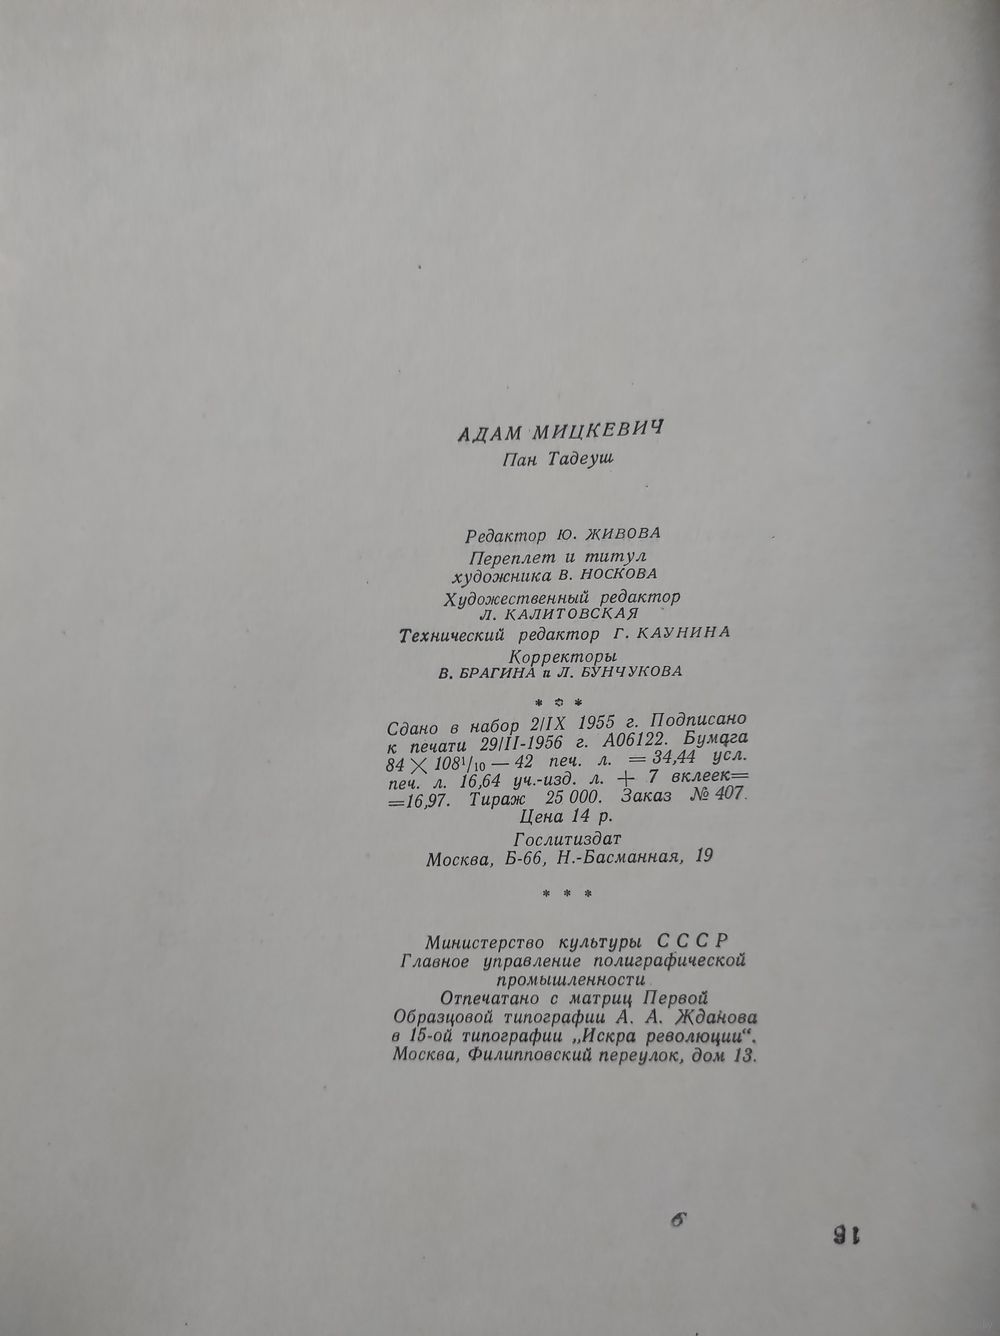 АДАМ МИЦКЕВИЧ
Пан Тадеуш
Редактор Ю. ЖИВОВА
Переплет и титул
художника В. НОСКОВА
Художественный редактор
Л. КАЛИТОВСКАЯ
Технический редактор Г. КАУНИНА
Корректоры
В. БРАГИНА и Л. БУНЧУКОВА
* * *
Сдано в набор 2/IX 1955 г. Подписано
к печати 29/II-1956 г. А06122. Бумага
84 × 108¹/₁₀ — 42 печ. л. = 34,44 усл.
печ. л. 16,64 уч.-изд. л. + 7 вклеек=
=16,97. Тираж 25 000. Заказ № 407.
Цена 14 р.
Гослитиздат
Москва, Б-66, Н.-Басманная, 19
* * *
Министерство культуры СССР
Главное управление полиграфической
промышленности
Отпечатано с матриц Первой
Образцовой типографии А. А. Жданова
в 15-ой типографии „Искра революции“.
Москва, Филипповский переулок, дом 13.